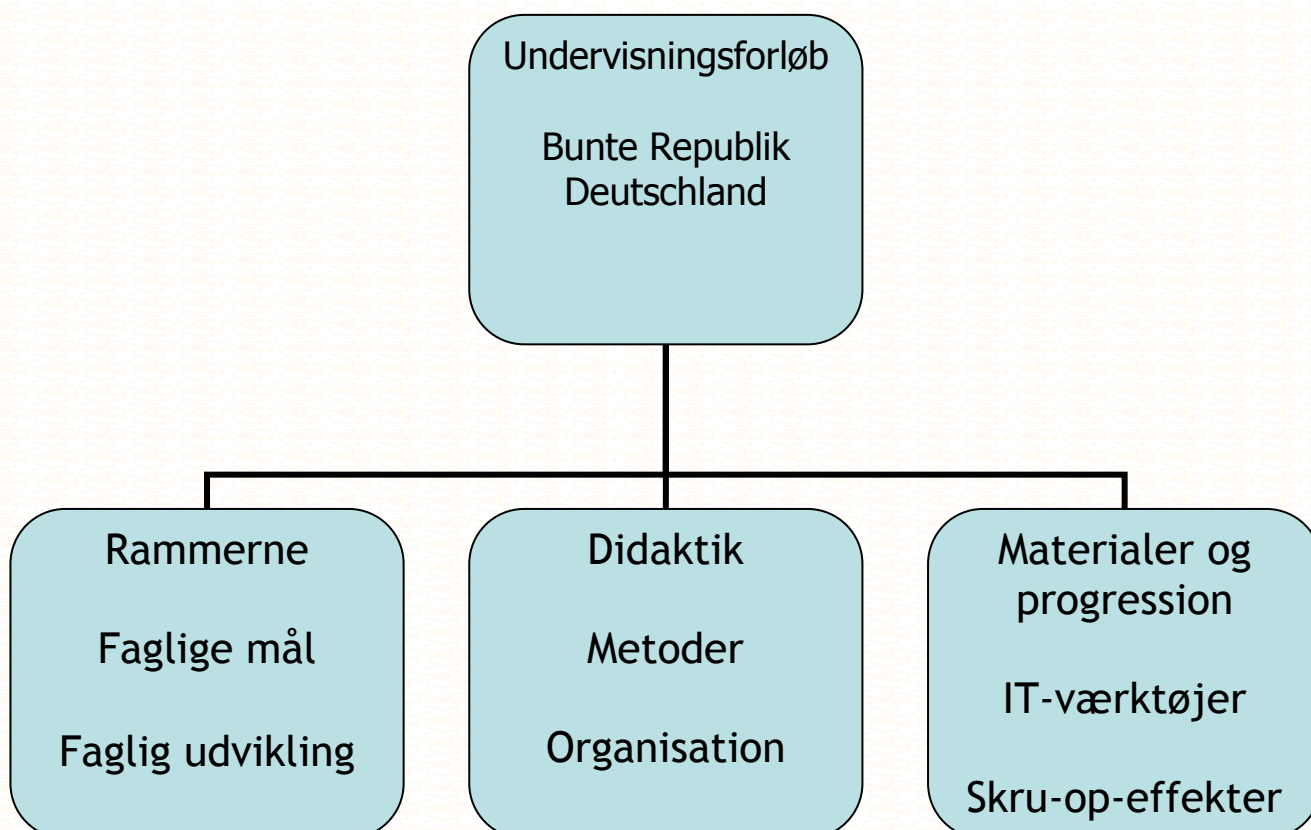 Undervisningsforløb
Bunte Republik
Deutschland
Rammerne
Faglige mål
Faglig udvikling
Didaktik
Metoder
Organisation
Materialer og
progression
IT-værktøjer
Skru-op-effekter